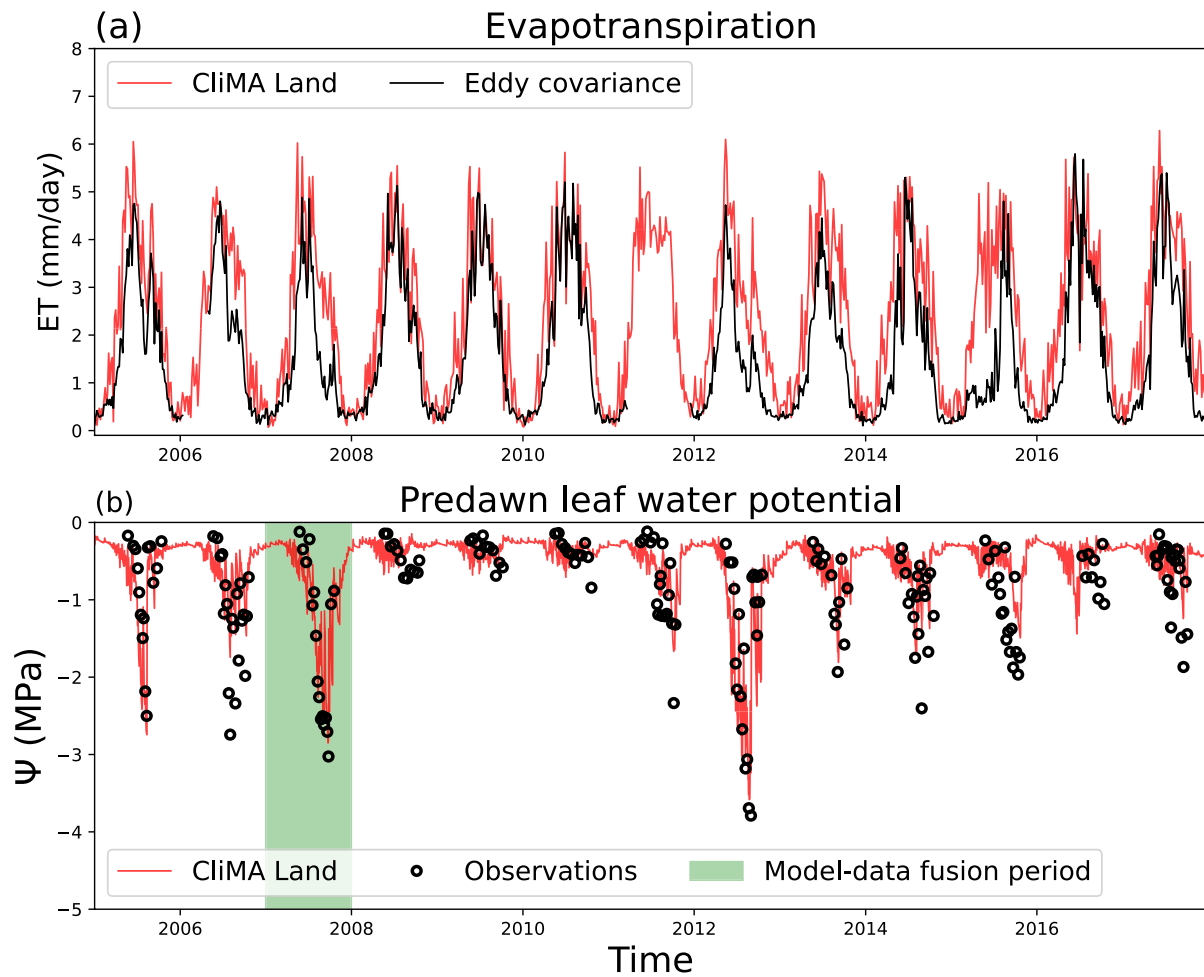 (a) Evapotranspiration
8
7
6
5
4
3
2
1
0
ET (mm/day)
CliMA Land Eddy covariance
2006 2008 2010 2012 2014 2016
(b) Predawn leaf water potential
0
−1
−2
−3
−4
−5
Ψ (MPa)
CliMA Land Observations Model-data fusion period
2006 2008 2010 2012 2014 2016
Time